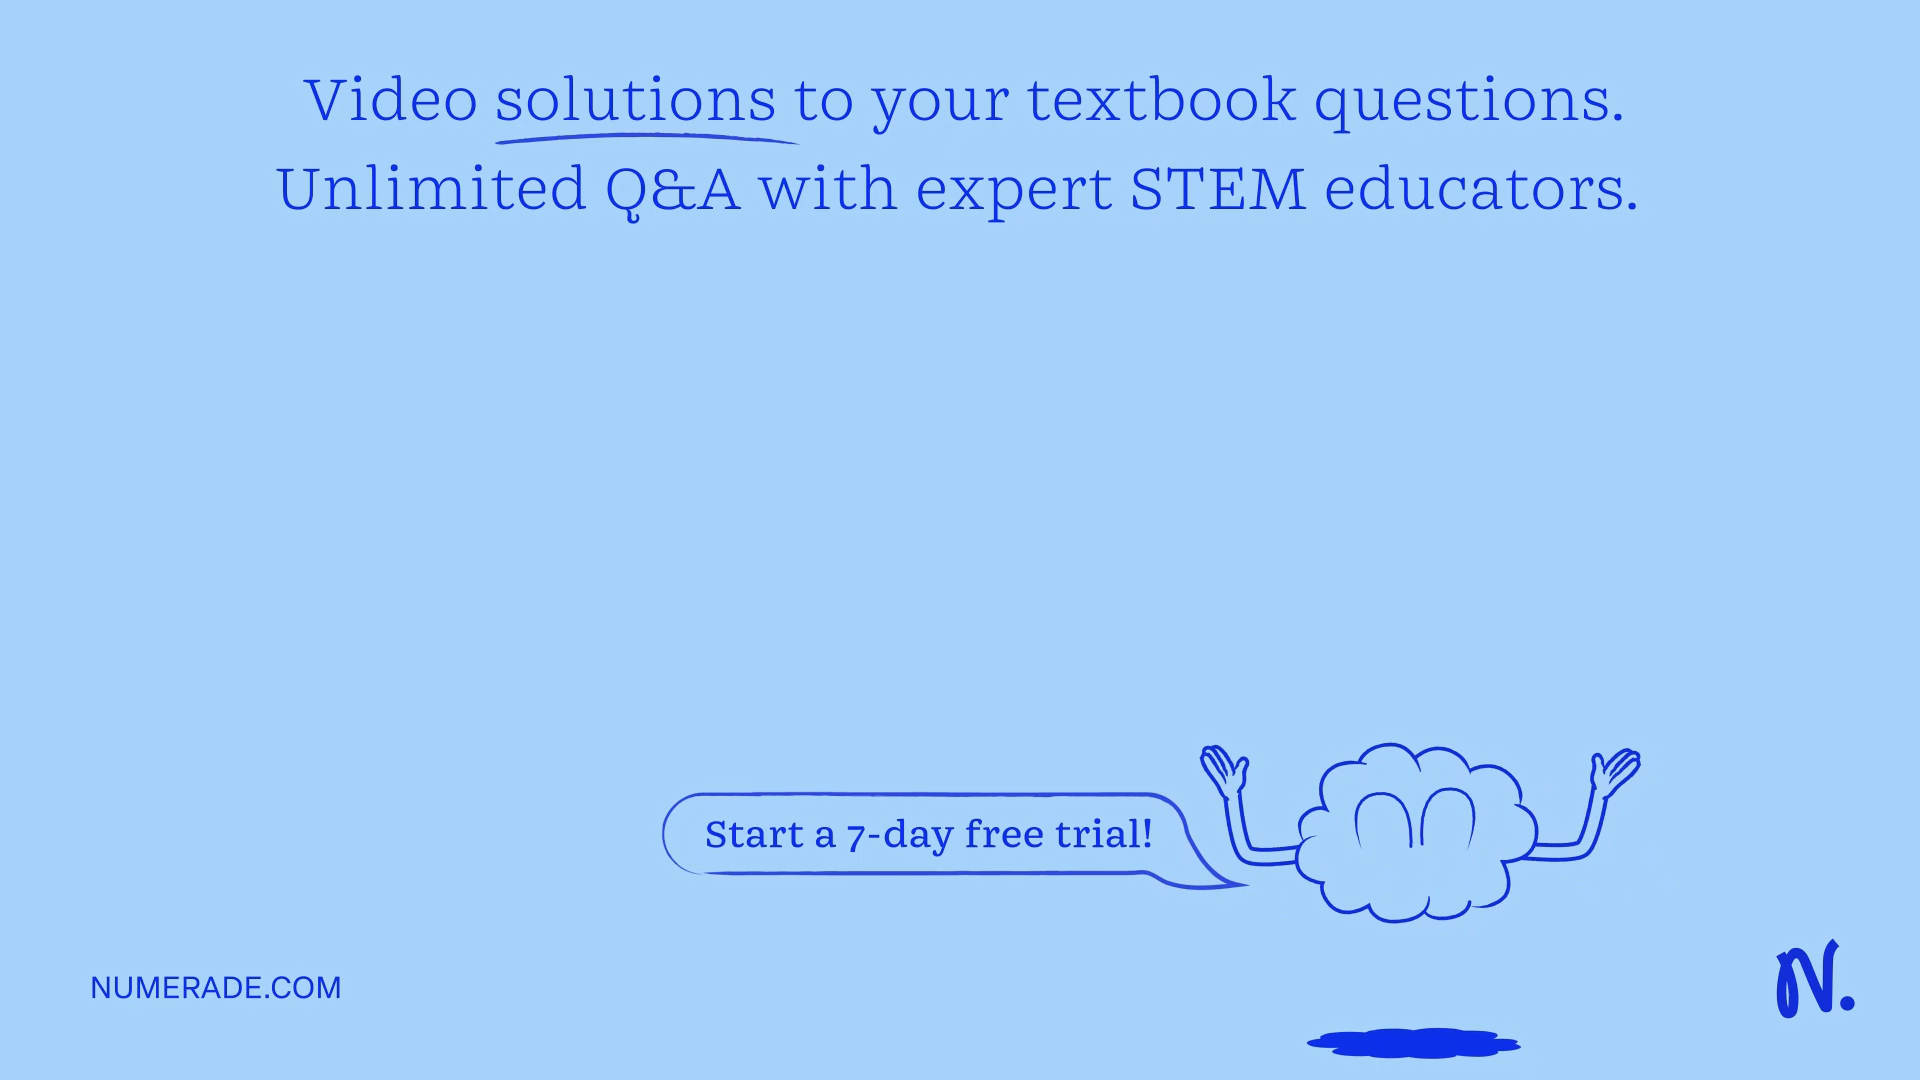 Video solutions to your textbook questions.
Unlimited Q&A with expert STEM educators.
Start a 7-day free trial!
NUMERADE.COM
N.